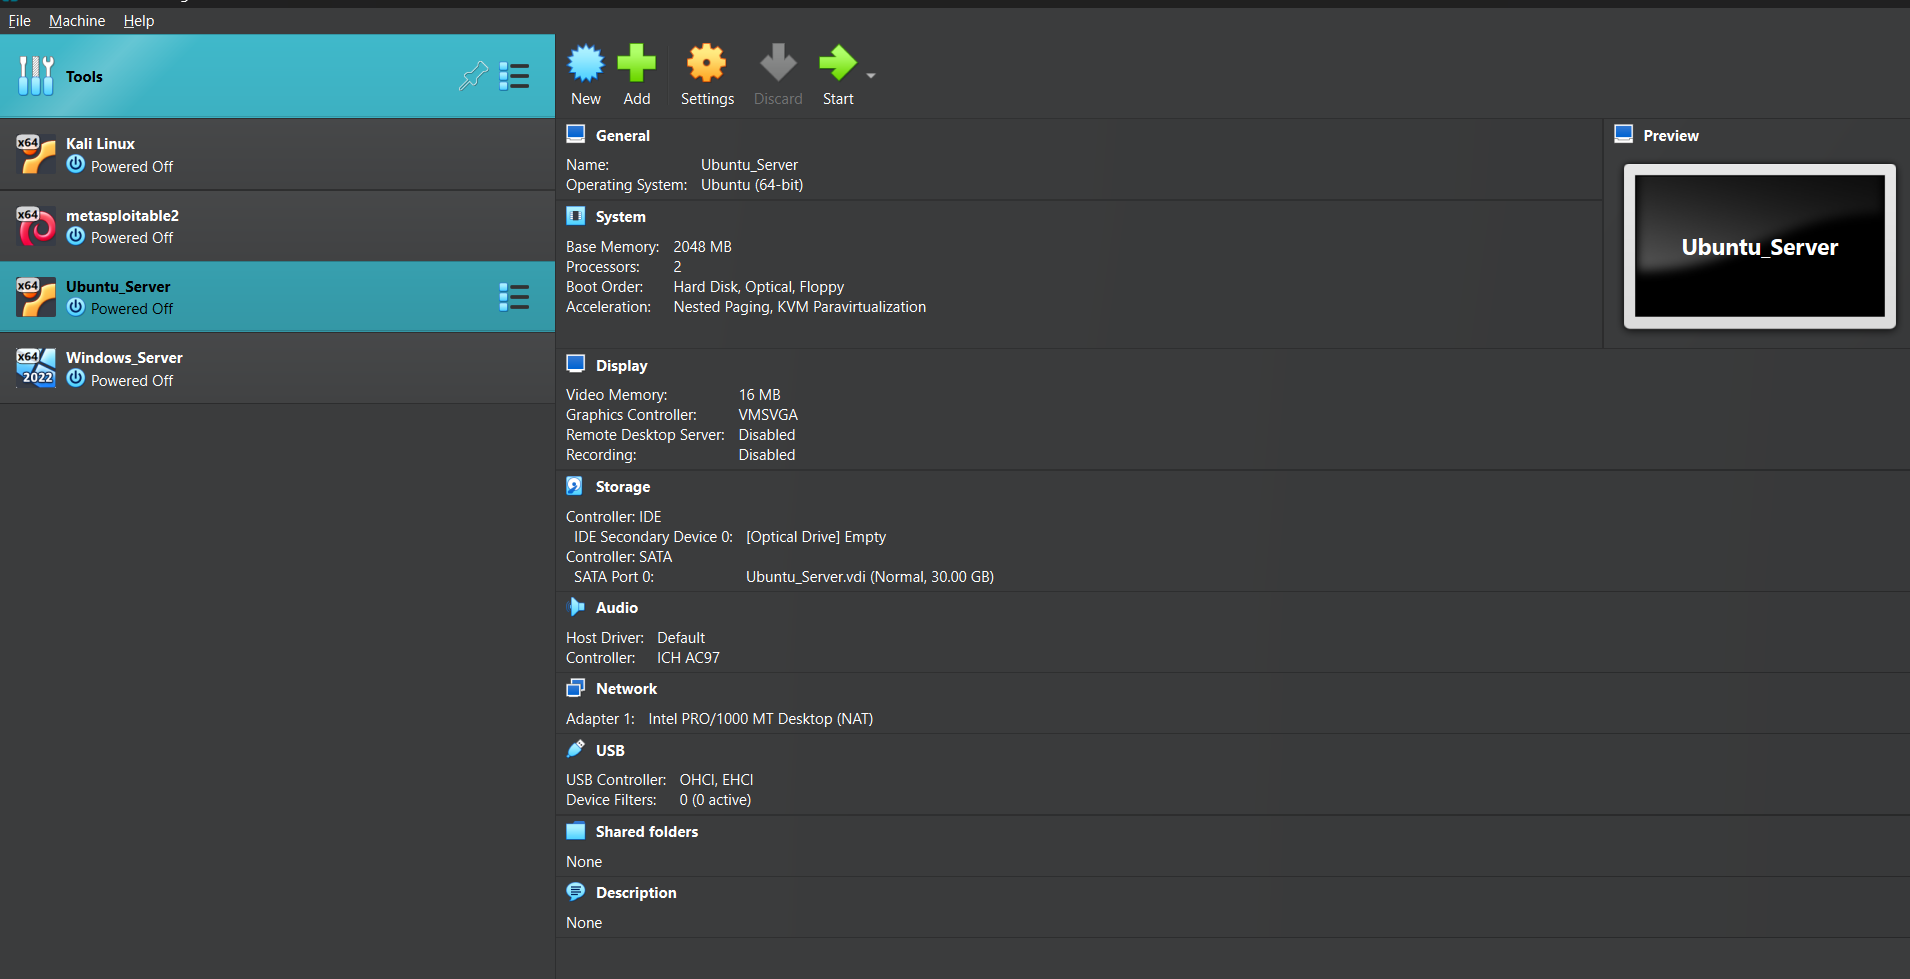 File Machine Help
Tools
x64 Kali Linux
Powered Off
x64 metasploitable2
Powered Off
x64 Ubuntu_Server
Powered Off
x64 2022 Windows_Server
Powered Off
New Add Settings Discard Start
General
Name: Ubuntu_Server
Operating System: Ubuntu (64-bit)
System
Base Memory: 2048 MB
Processors: 2
Boot Order: Hard Disk, Optical, Floppy
Acceleration: Nested Paging, KVM Paravirtualization
Preview
Ubuntu_Server
Display
Video Memory: 16 MB
Graphics Controller: VMSVGA
Remote Desktop Server: Disabled
Recording: Disabled
Storage
Controller: IDE
IDE Secondary Device 0: [Optical Drive] Empty
Controller: SATA
SATA Port 0: Ubuntu_Server.vdi (Normal, 30.00 GB)
Audio
Host Driver: Default
Controller: ICH AC97
Network
Adapter 1: Intel PRO/1000 MT Desktop (NAT)
USB
USB Controller: OHCI, EHCI
Device Filters: 0 (0 active)
Shared folders
None
Description
None